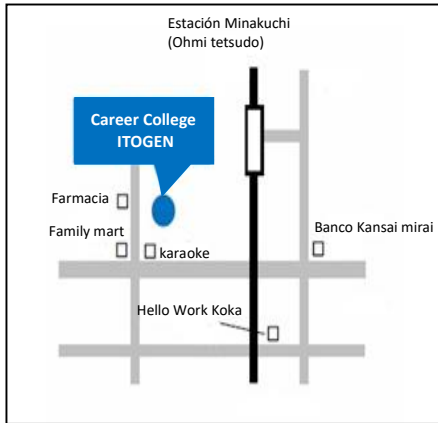 Estación Minakuchi
(Ohmi tetsudo)
Career College
ITOGEN
Farmacia
Family mart
karaoke
Banco Kansai mirai
Hello Work Koka